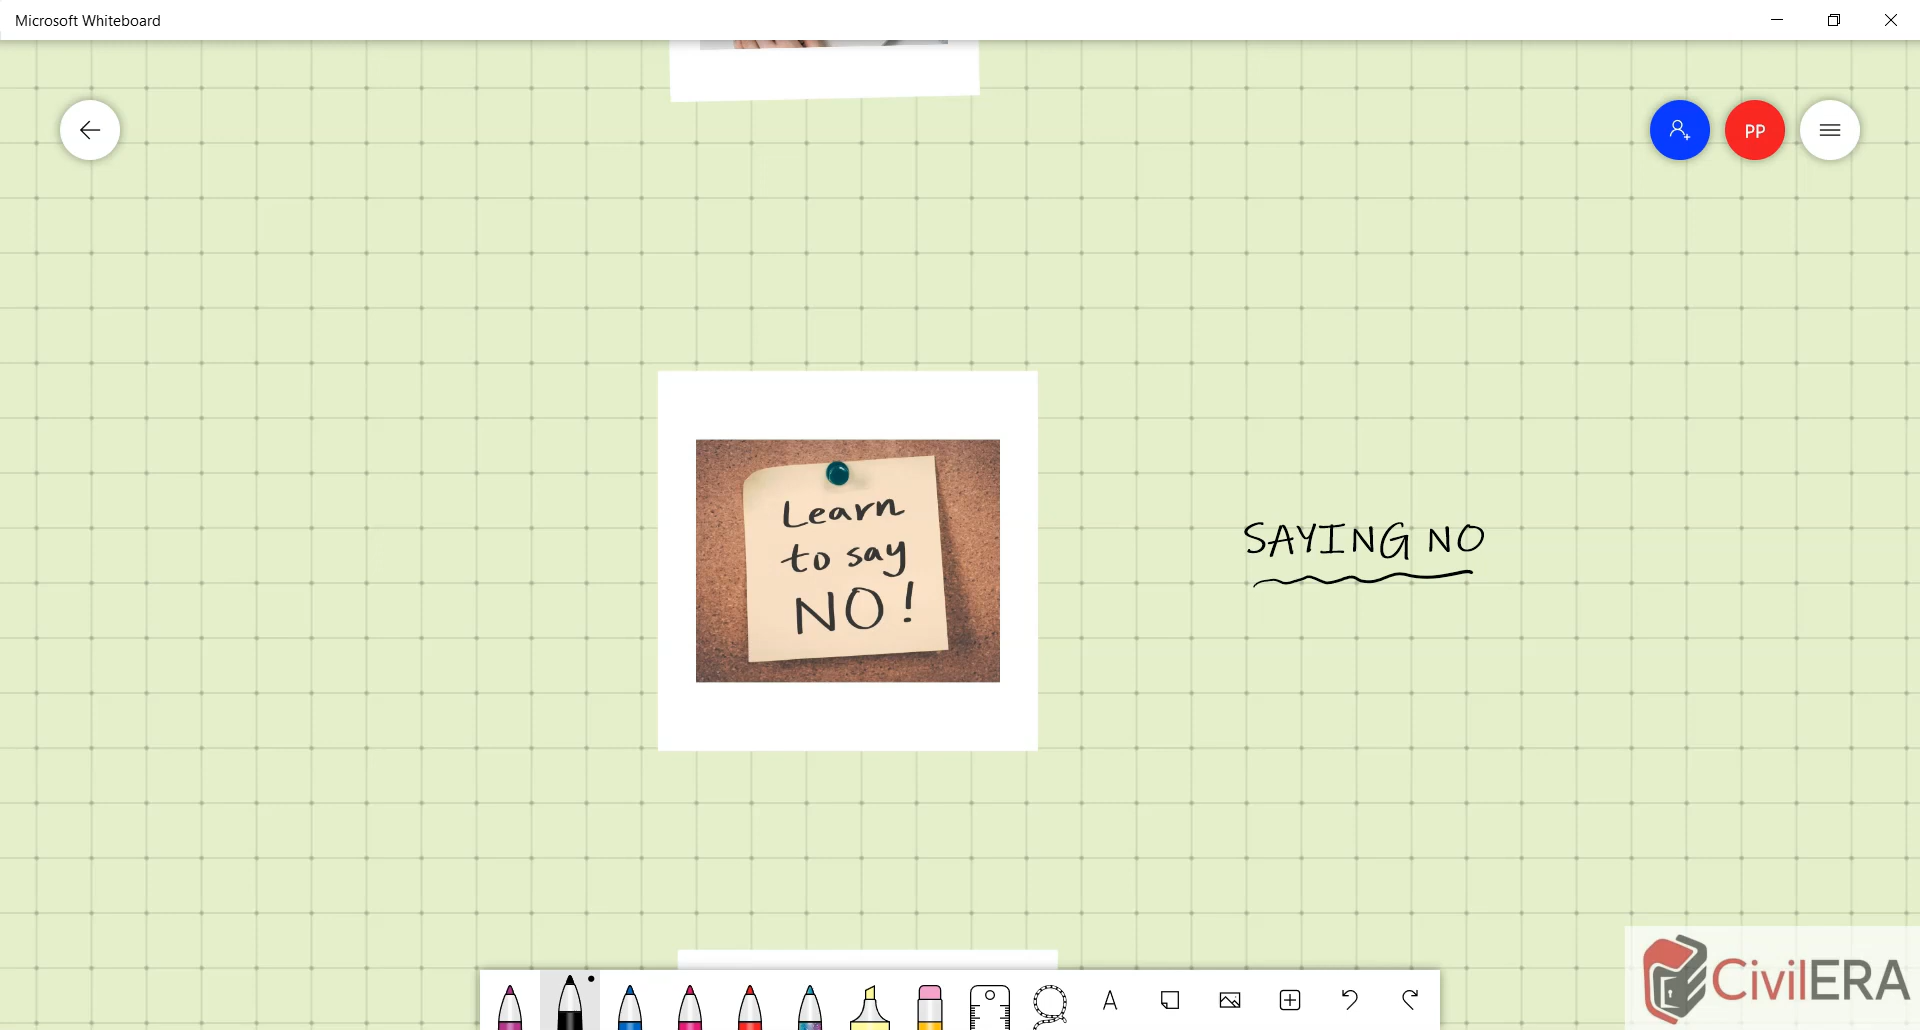 Microsoft Whiteboard
PP
Learn
to say
NO!
SAYING NO
CivilERA